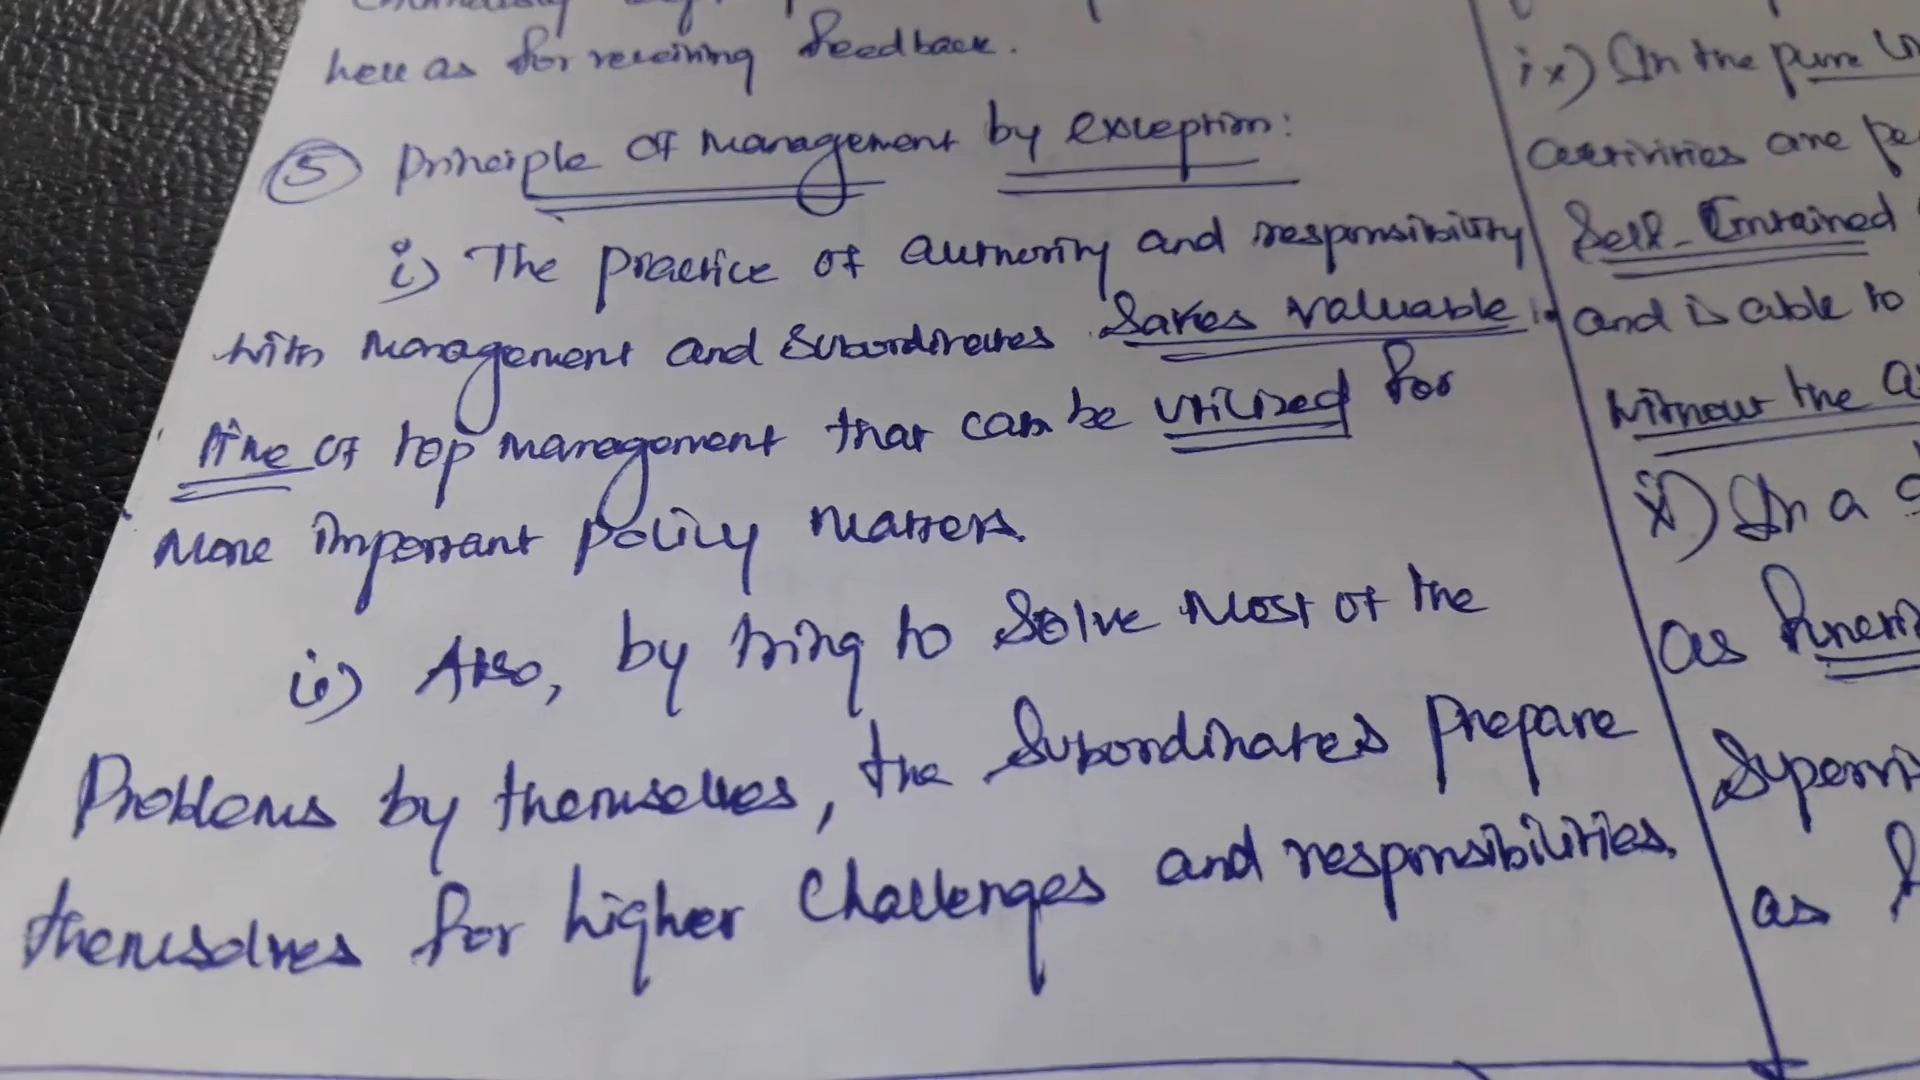 here as for receiving feedback.
5 Principle of Management by exception:
i) The practice of authority and responsibility
with Management and Subordinates Saves valuable
time of top management that can be utilized for
More important policy Matters.
ii) Also, by tring to Solve Most of the
Problems by themselves, the Subordinates Prepare
themselves for higher Challenges and responsibilities.
ix) In the pure
activities are pe
Self-Contained
and is able to
without the a
x) In a
as
Supervi
as